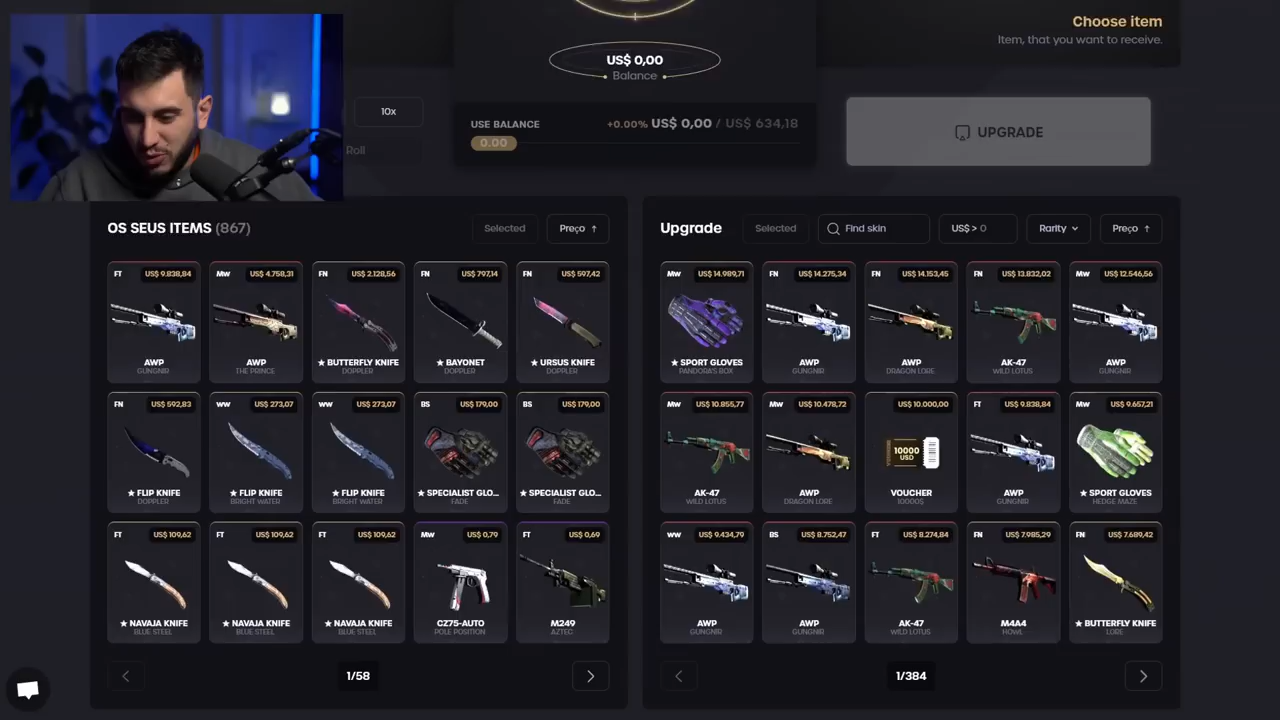 Choose item
Item, that you want to receive.
US$ 0,00
Balance
10x
Roll
USE BALANCE
+0.00% US$ 0,00 / US$ 634,18
0.00
UPGRADE
OS SEUS ITEMS (867)
Selected
Preço ↑
FT US$ 9.838,84
AWP
GUNGNIR
MW US$ 4.758,31
AWP
THE PRINCE
FN US$ 2.128,56
★ BUTTERFLY KNIFE
DOPPLER
FN US$ 797,14
★ BAYONET
DOPPLER
FN US$ 597,42
★ URSUS KNIFE
DOPPLER
FN US$ 592,83
★ FLIP KNIFE
DOPPLER
WW US$ 273,07
★ FLIP KNIFE
BRIGHT WATER
WW US$ 273,07
★ FLIP KNIFE
BRIGHT WATER
BS US$ 179,00
★ SPECIALIST GLO...
FADE
BS US$ 179,00
★ SPECIALIST GLO...
FADE
FT US$ 109,62
★ NAVAJA KNIFE
BLUE STEEL
FT US$ 109,62
★ NAVAJA KNIFE
BLUE STEEL
FT US$ 109,62
★ NAVAJA KNIFE
BLUE STEEL
MW US$ 0,79
CZ75-AUTO
POLE POSITION
FT US$ 0,69
M249
AZTEC
1/58
Upgrade
Selected
Find skin
US$ > 0
Rarity
Preço ↑
MW US$ 14.989,71
★ SPORT GLOVES
PANDORA'S BOX
FN US$ 14.275,34
AWP
GUNGNIR
FN US$ 14.153,45
AWP
DRAGON LORE
FN US$ 13.832,02
AK-47
WILD LOTUS
MW US$ 12.546,56
AWP
GUNGNIR
MW US$ 10.855,77
AK-47
WILD LOTUS
MW US$ 10.478,72
AWP
DRAGON LORE
US$ 10.000,00
10000
USD
VOUCHER
10000$
FT US$ 9.838,84
AWP
GUNGNIR
MW US$ 9.657,21
★ SPORT GLOVES
HEDGE MAZE
WW US$ 9.434,79
AWP
GUNGNIR
BS US$ 8.752,47
AWP
GUNGNIR
FT US$ 8.274,84
AK-47
WILD LOTUS
FN US$ 7.985,29
M4A4
HOWL
FN US$ 7.689,42
★ BUTTERFLY KNIFE
LORE
1/384